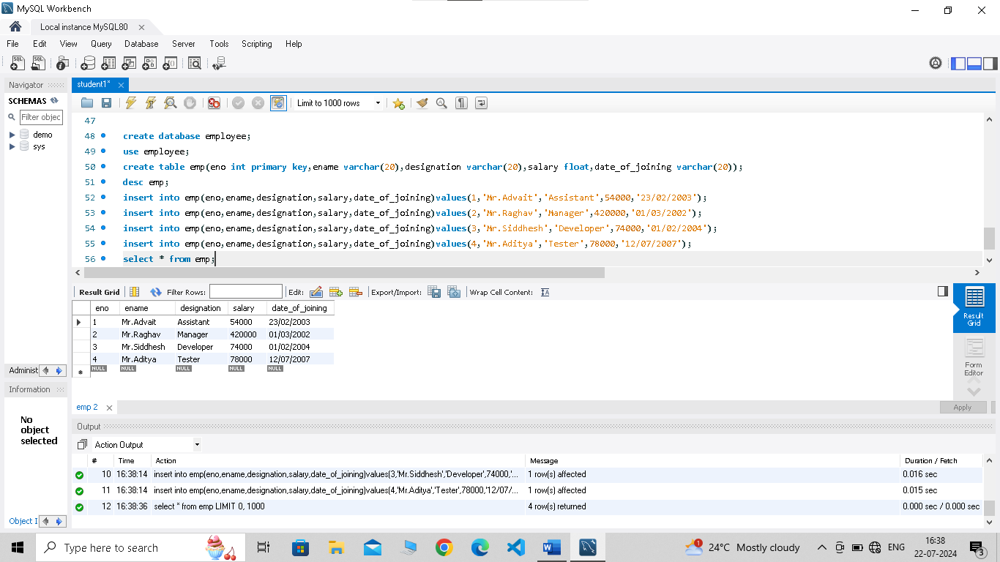 MySQL Workbench
Local instance MySQL80
File Edit View Query Database Server Tools Scripting Help
Navigator
SCHEMAS
Filter objec
demo
sys
Administ
Information
No
object
selected
Object I
student1*
Limit to 1000 rows
47
48 create database employee;
49 use employee;
50 create table emp(eno int primary key,ename varchar(20),designation varchar(20),salary float,date_of_joining varchar(20));
51 desc emp;
52 insert into emp(eno,ename,designation,salary,date_of_joining)values(1,'Mr.Advait','Assistant',54000,'23/02/2003');
53 insert into emp(eno,ename,designation,salary,date_of_joining)values(2,'Mr.Raghav','Manager',420000,'01/03/2002');
54 insert into emp(eno,ename,designation,salary,date_of_joining)values(3,'Mr.Siddhesh','Developer',74000,'01/02/2004');
55 insert into emp(eno,ename,designation,salary,date_of_joining)values(4,'Mr.Aditya','Tester',78000,'12/07/2007');
56 select * from emp;
Result Grid Filter Rows: Edit: Export/Import: Wrap Cell Content:
eno ename designation salary date_of_joining
1 Mr.Advait Assistant 54000 23/02/2003
2 Mr.Raghav Manager 420000 01/03/2002
3 Mr.Siddhesh Developer 74000 01/02/2004
4 Mr.Aditya Tester 78000 12/07/2007
NULL NULL NULL NULL NULL
Result
Grid
Form
Editor
emp 2
Apply
Output
Action Output
# Time Action Message Duration / Fetch
10 16:38:14 insert into emp(eno,ename,designation,salary,date_of_joining)values(3,'Mr.Siddhesh','Developer',74000,'... 1 row(s) affected 0.016 sec
11 16:38:14 insert into emp(eno,ename,designation,salary,date_of_joining)values(4,'Mr.Aditya','Tester',78000,'12/07/... 1 row(s) affected 0.015 sec
12 16:38:36 select * from emp LIMIT 0, 1000 4 row(s) returned 0.000 sec / 0.000 sec
Type here to search
1
24°C Mostly cloudy
ENG
16:38
22-07-2024
3